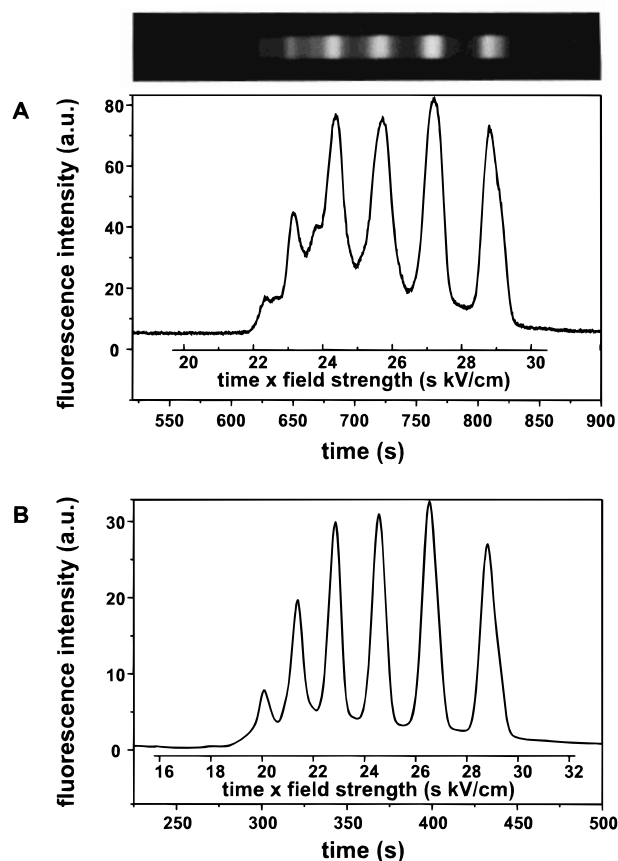 A
fluorescence intensity (a.u.)
80
60
40
20
0
20 22 24 26 28 30
time x field strength (s kV/cm)
550 600 650 700 750 800 850 900
time (s)
B
fluorescence intensity (a.u.)
30
20
10
0
16 18 20 22 24 26 28 30 32
time x field strength (s kV/cm)
250 300 350 400 450 500
time (s)